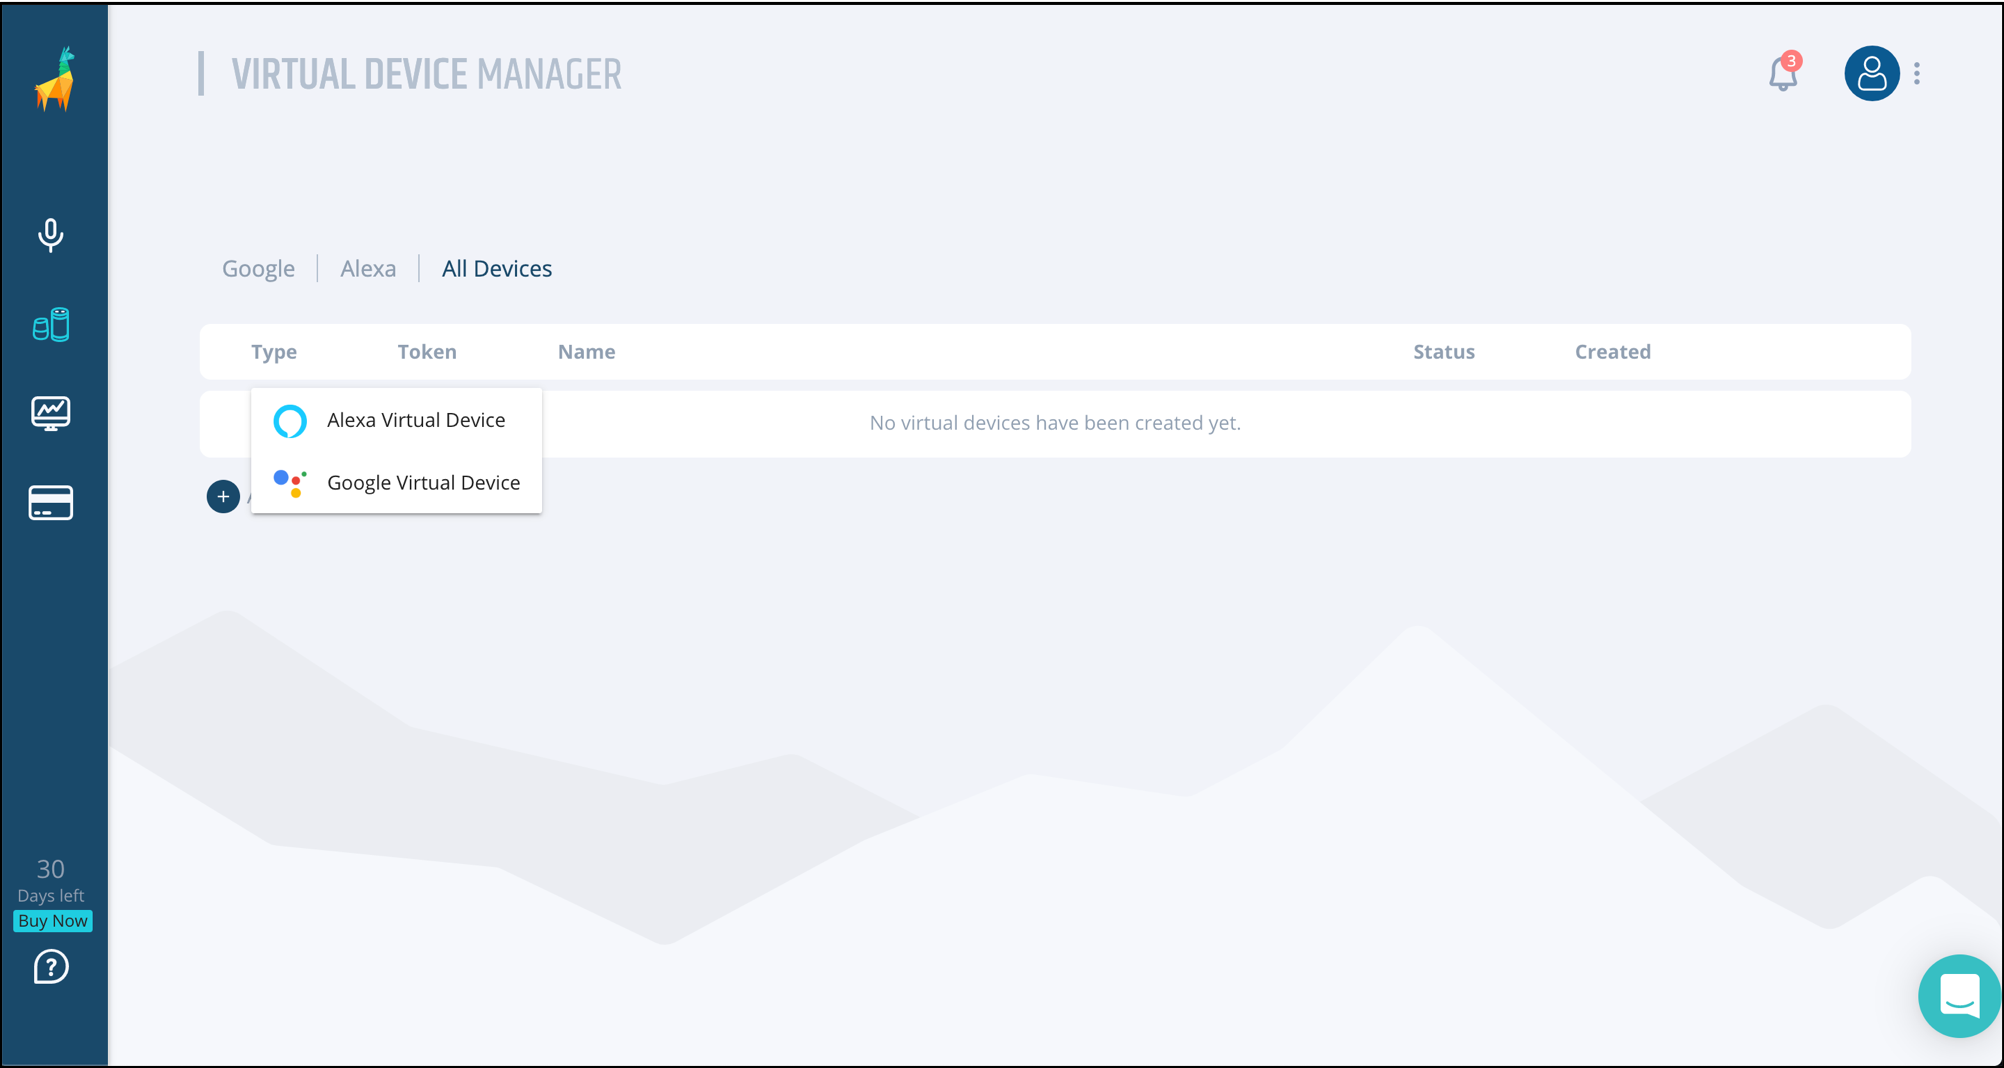 VIRTUAL DEVICE MANAGER
3
Google
Alexa
All Devices
Type Token Name Status Created
Alexa Virtual Device
No virtual devices have been created yet.
Google Virtual Device
30
Days left
Buy Now